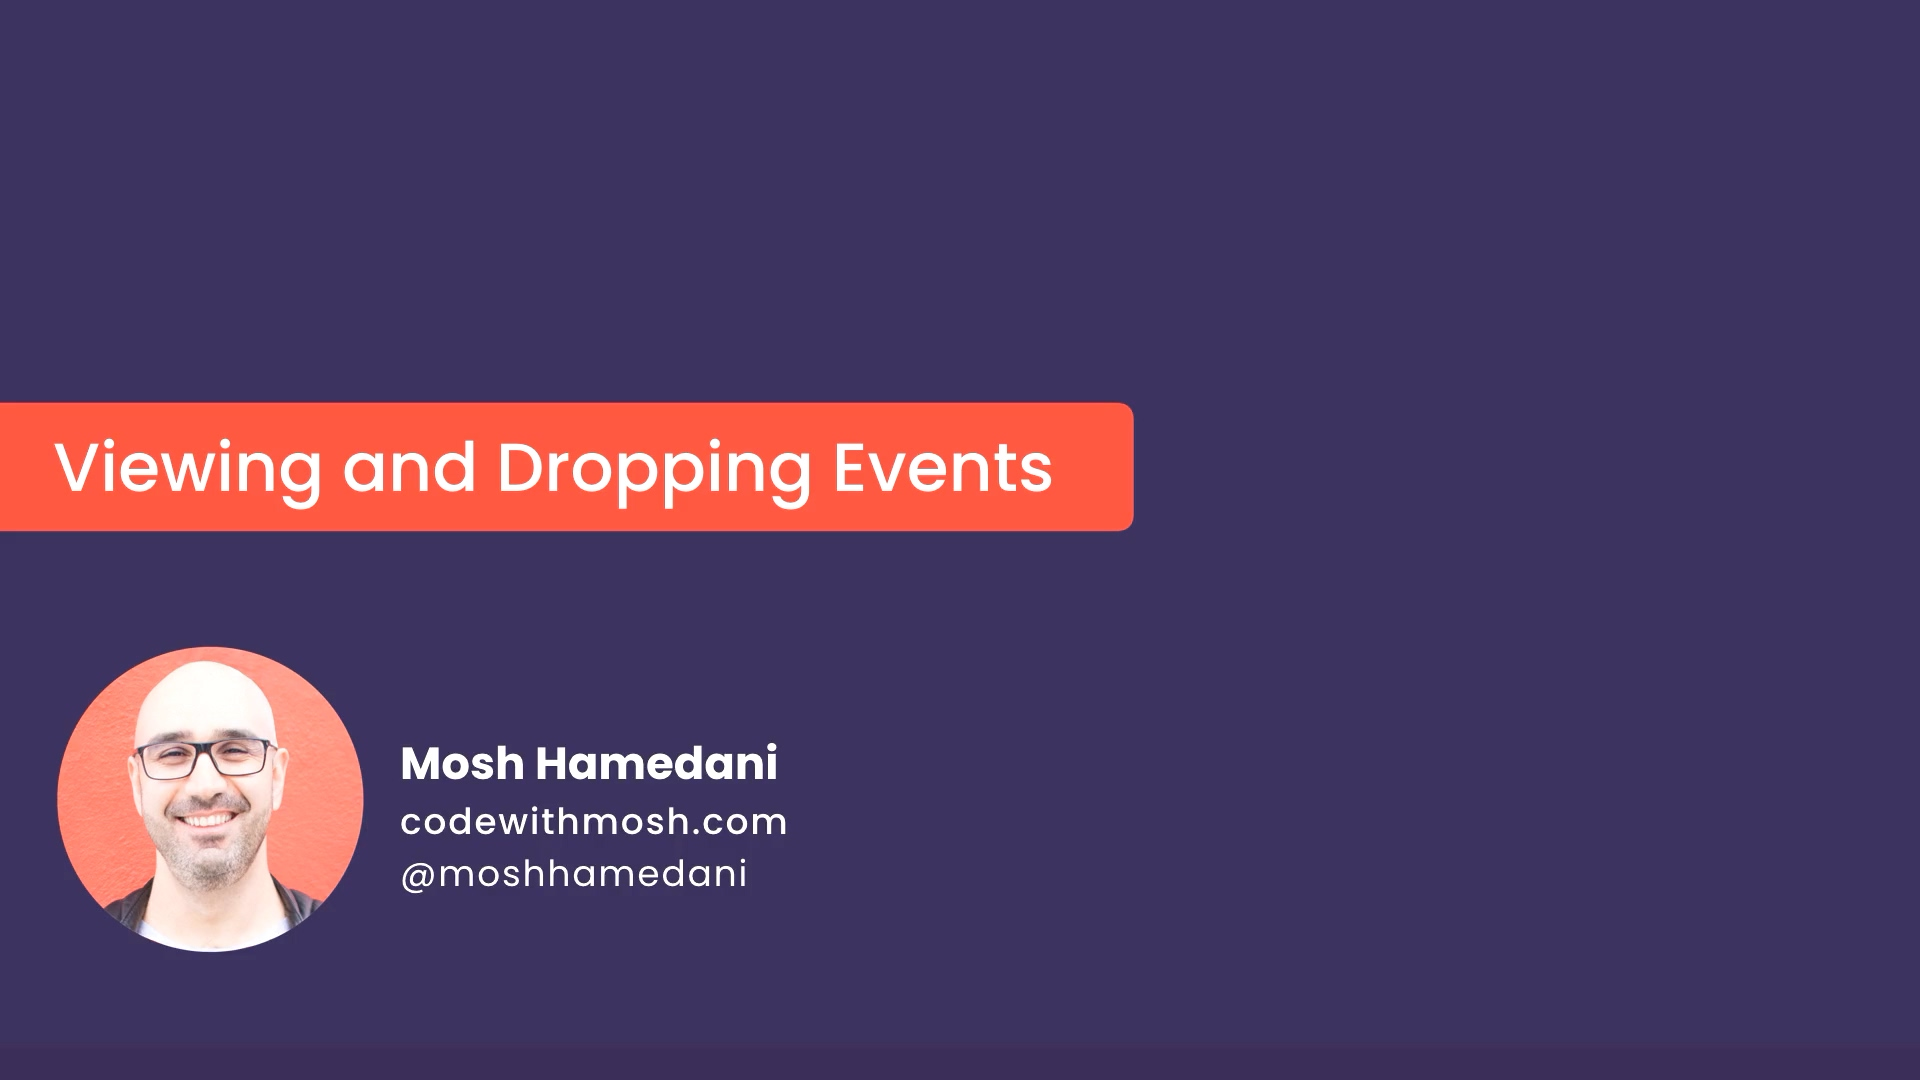 Viewing and Dropping Events
Mosh Hamedani
codewithmosh.com
@moshhamedani